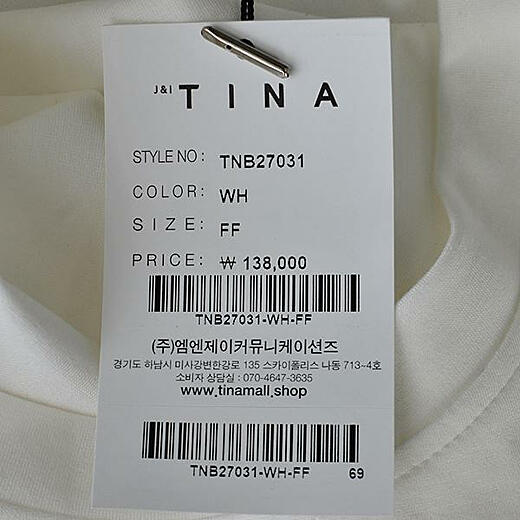 J&I TINA
STYLE NO: TNB27031
COLOR: WH
SIZE: FF
PRICE: ₩ 138,000
TNB27031-WH-FF
(주)엠엔제이커뮤니케이션즈
경기도 하남시 미사강변한강로 135 스카이폴리스 나동 713-4호
소비자 상담실 : 070-4647-3635
www.tinamall.shop
TNB27031-WH-FF 69